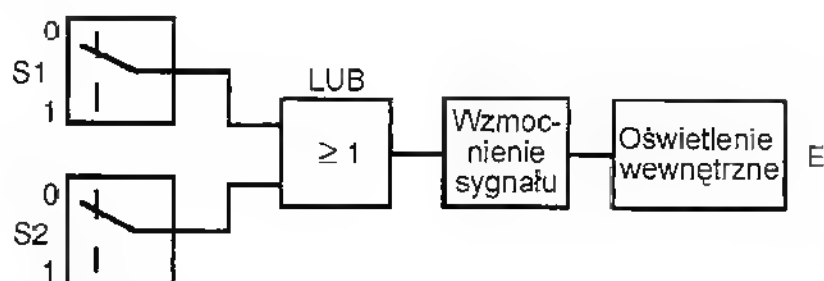 0
S1
1
LUB
≥ 1
Wzmoc-
nienie
sygnału
Oświetlenie
wewnętrzne
E
0
S2
1